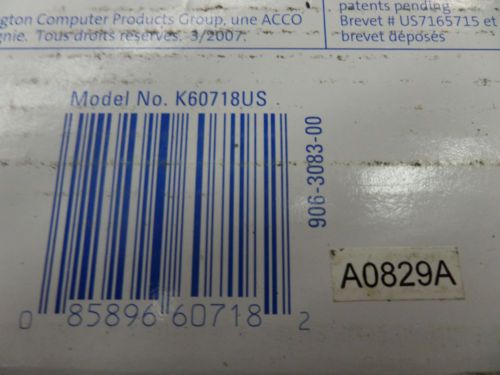 ngton Computer Products Group, une ACCO
gnie. Tous droits réservés. 3/2007.
patents pending
Brevet # US7165715 et
brevet déposés
Model No. K60718US
906-3083-00
A0829A
0 85896 60718 2